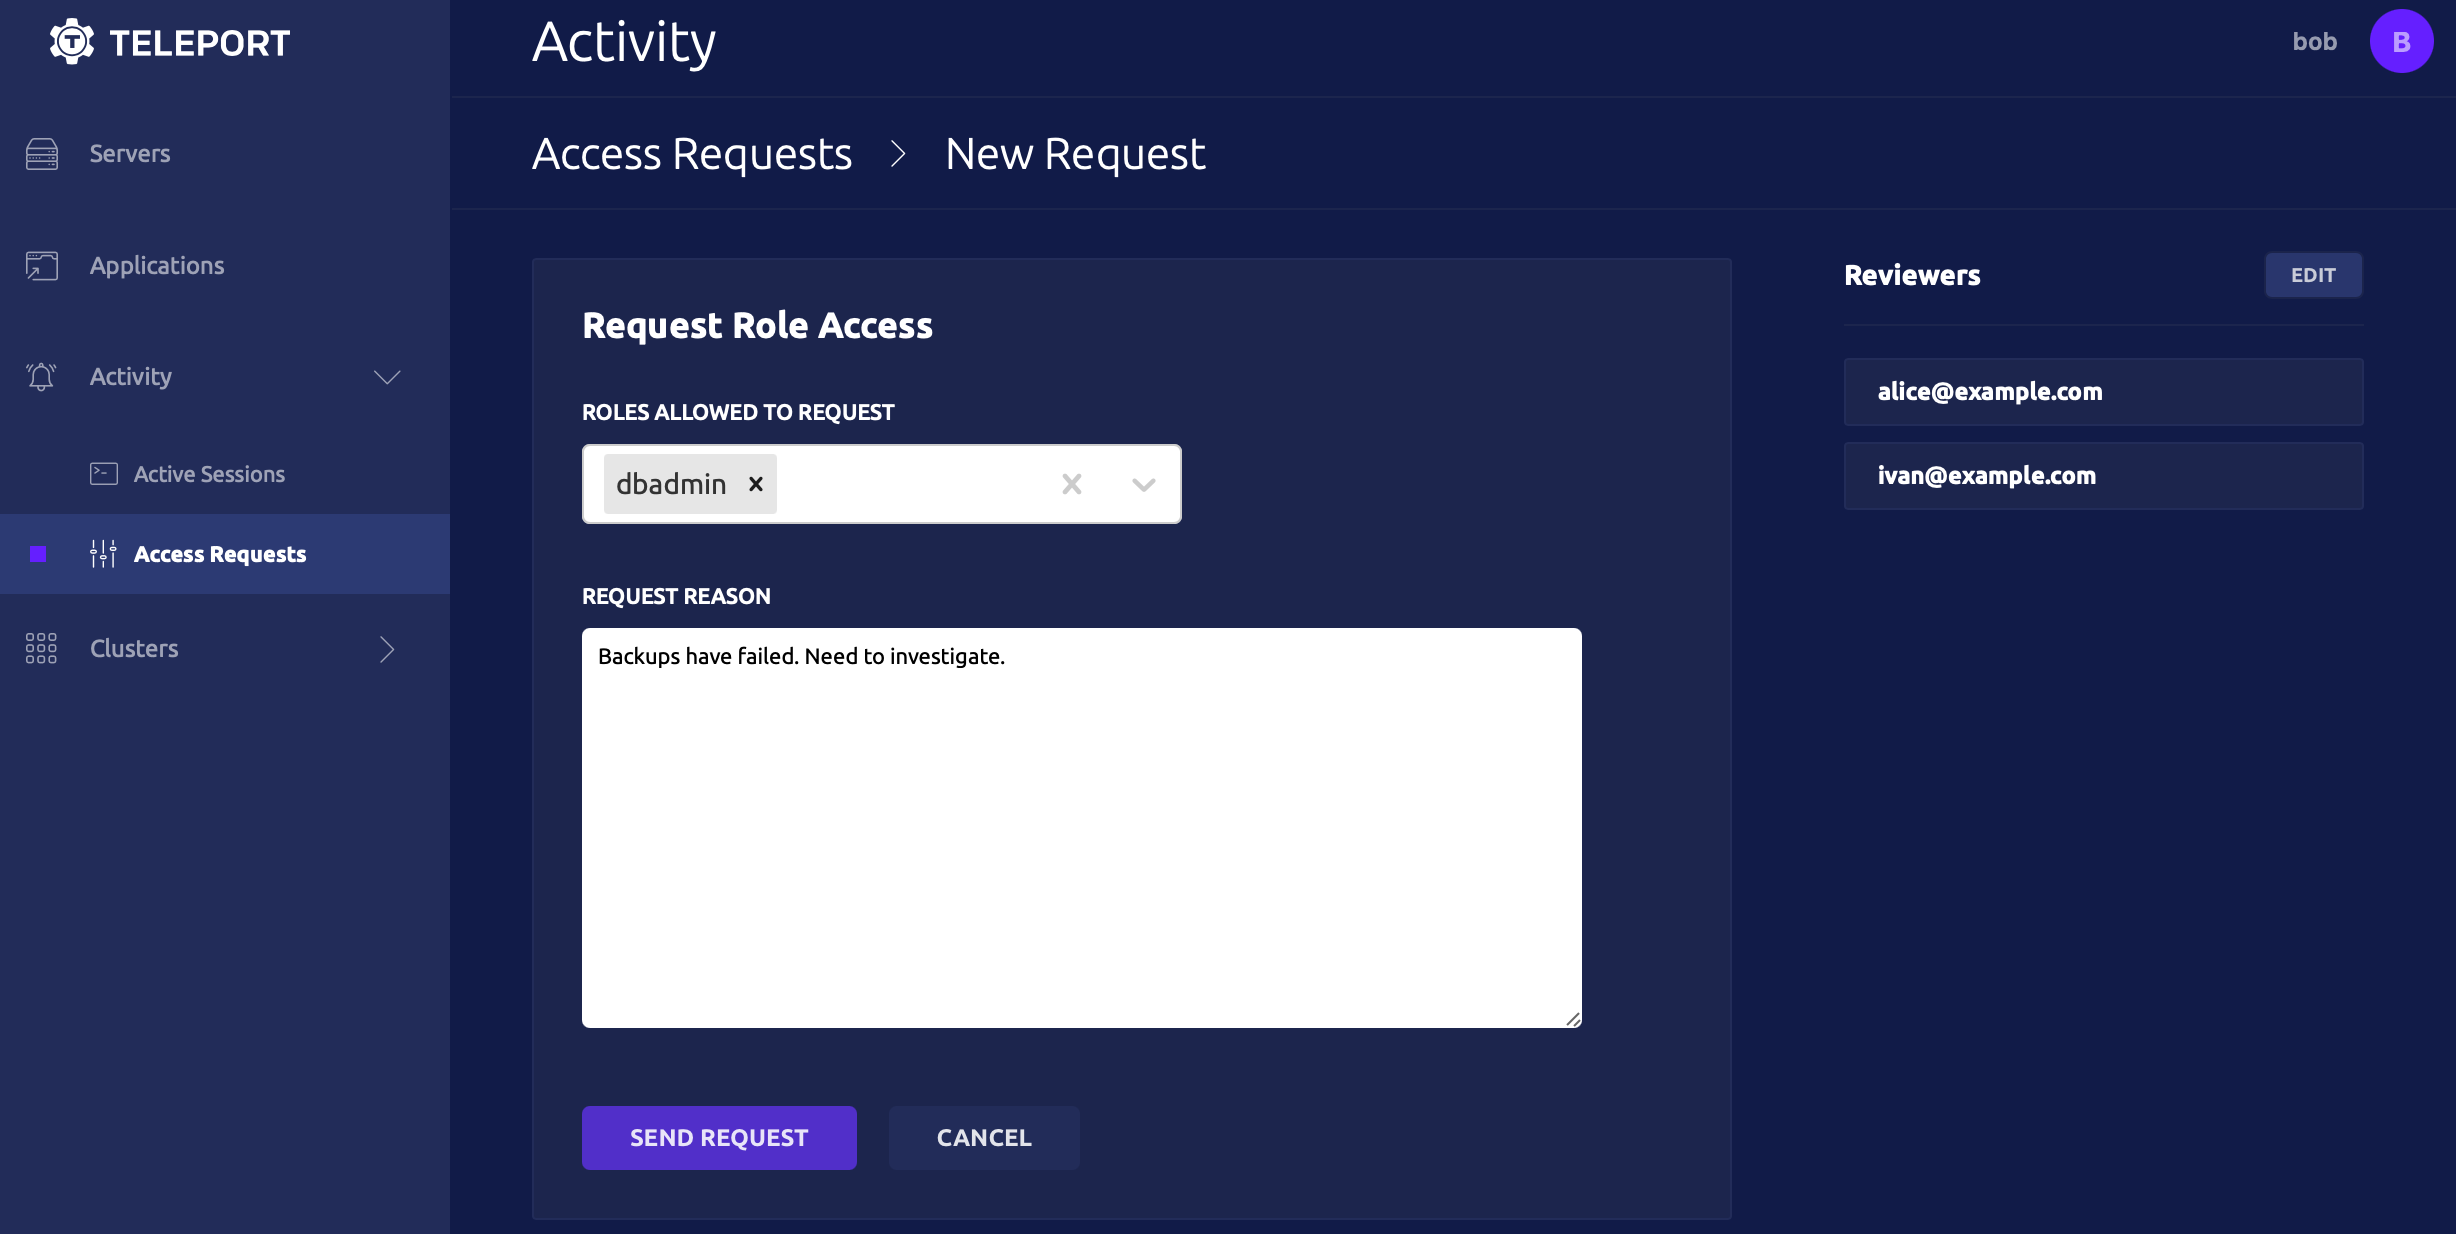 TELEPORT
Servers
Applications
Activity
Active Sessions
Access Requests
Clusters
Activity
bob
B
Access Requests > New Request
Request Role Access
ROLES ALLOWED TO REQUEST
dbadmin
REQUEST REASON
Backups have failed. Need to investigate.
SEND REQUEST
CANCEL
Reviewers
EDIT
alice@example.com
ivan@example.com